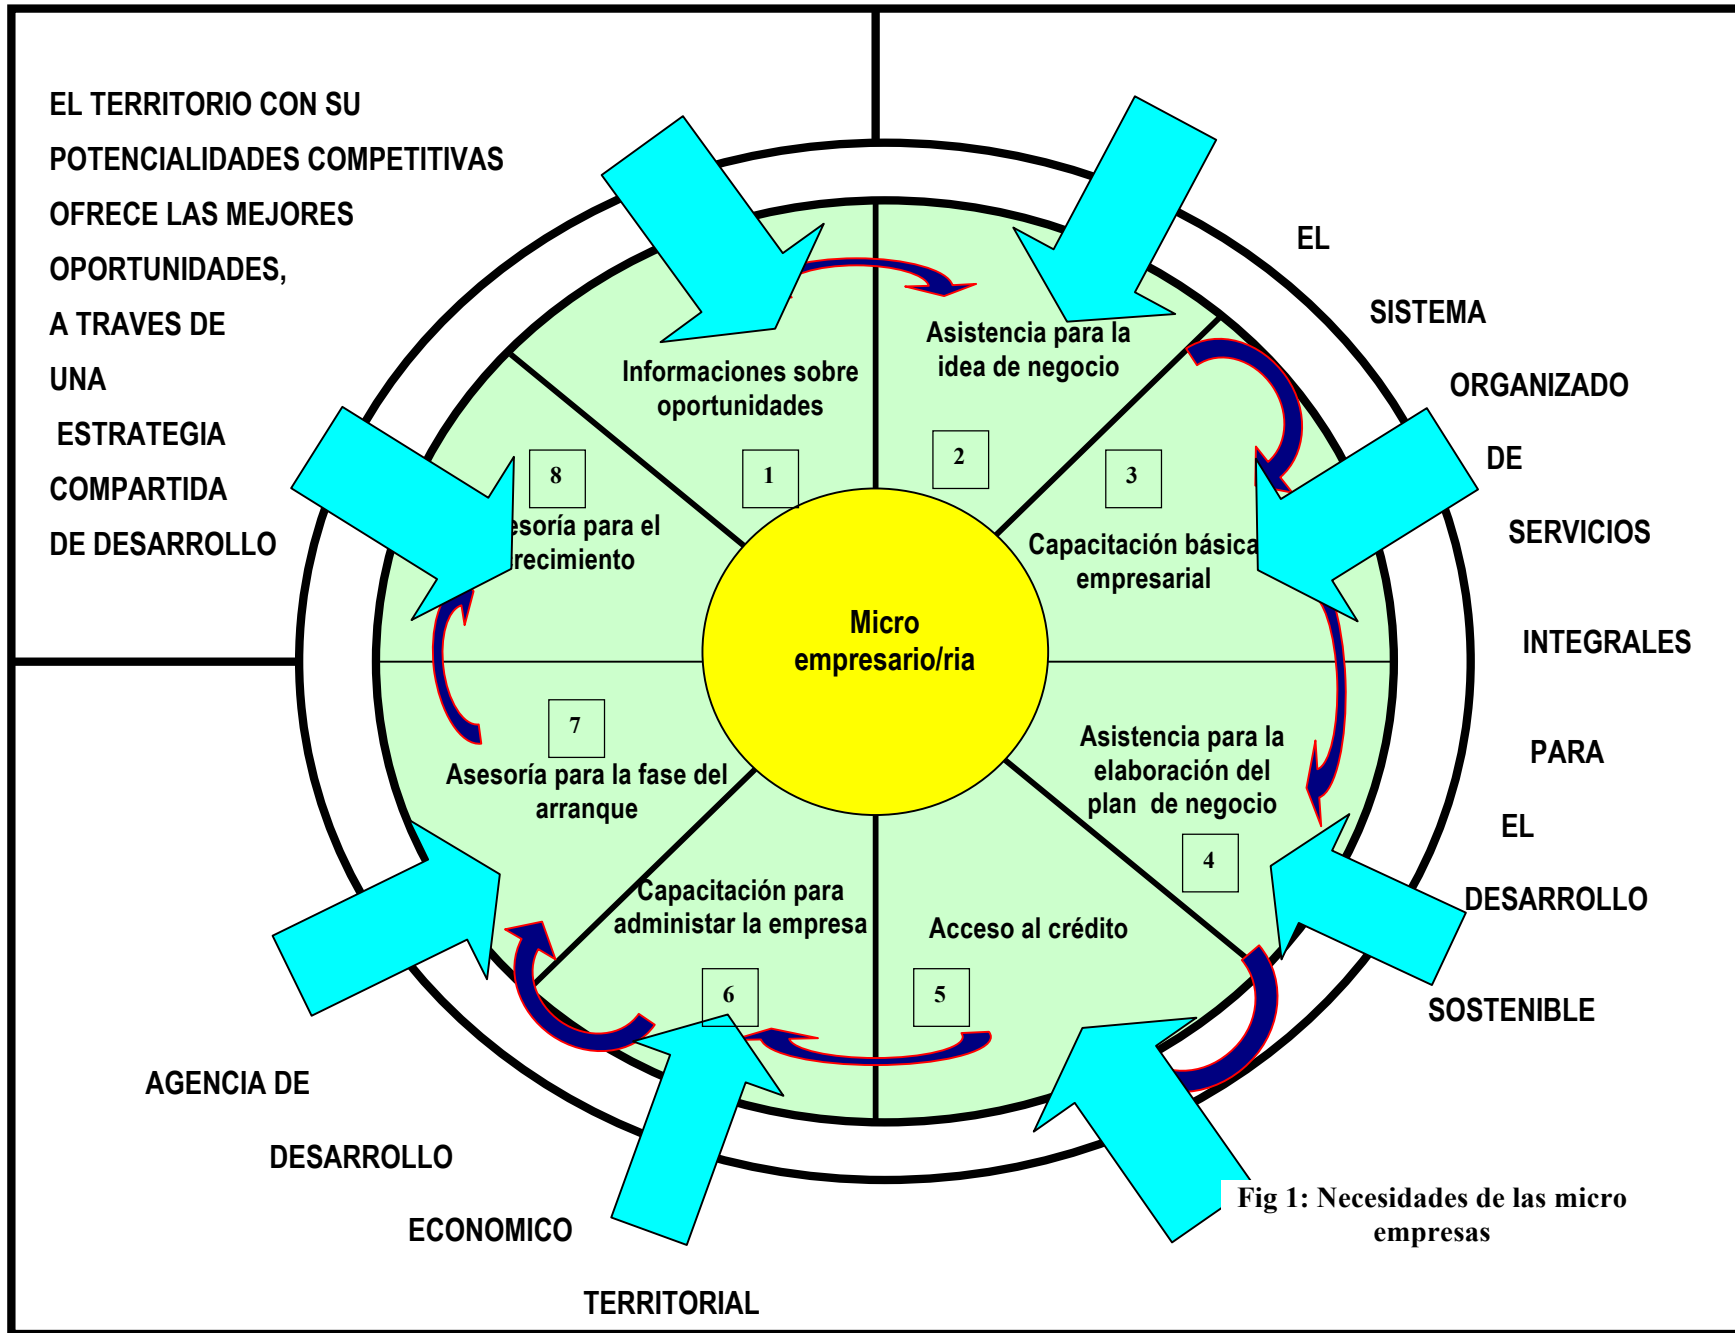 EL TERRITORIO CON SU
POTENCIALIDADES COMPETITIVAS
OFRECE LAS MEJORES
OPORTUNIDADES,
A TRAVES DE
UNA
ESTRATEGIA
COMPARTIDA
DE DESARROLLO
EL
SISTEMA
ORGANIZADO
DE
SERVICIOS
INTEGRALES
PARA
EL
DESARROLLO
SOSTENIBLE
Informaciones sobre
oportunidades
1
Asistencia para la
idea de negocio
2
3
Capacitación básica
empresarial
Asistencia para la
elaboración del
plan de negocio
4
Acceso al crédito
5
Capacitación para
administar la empresa
6
7
Asesoría para la fase del
arranque
8
esoría para el
recimiento
Micro
empresario/ria
AGENCIA DE
DESARROLLO
ECONOMICO
TERRITORIAL
Fig 1: Necesidades de las micro
empresas